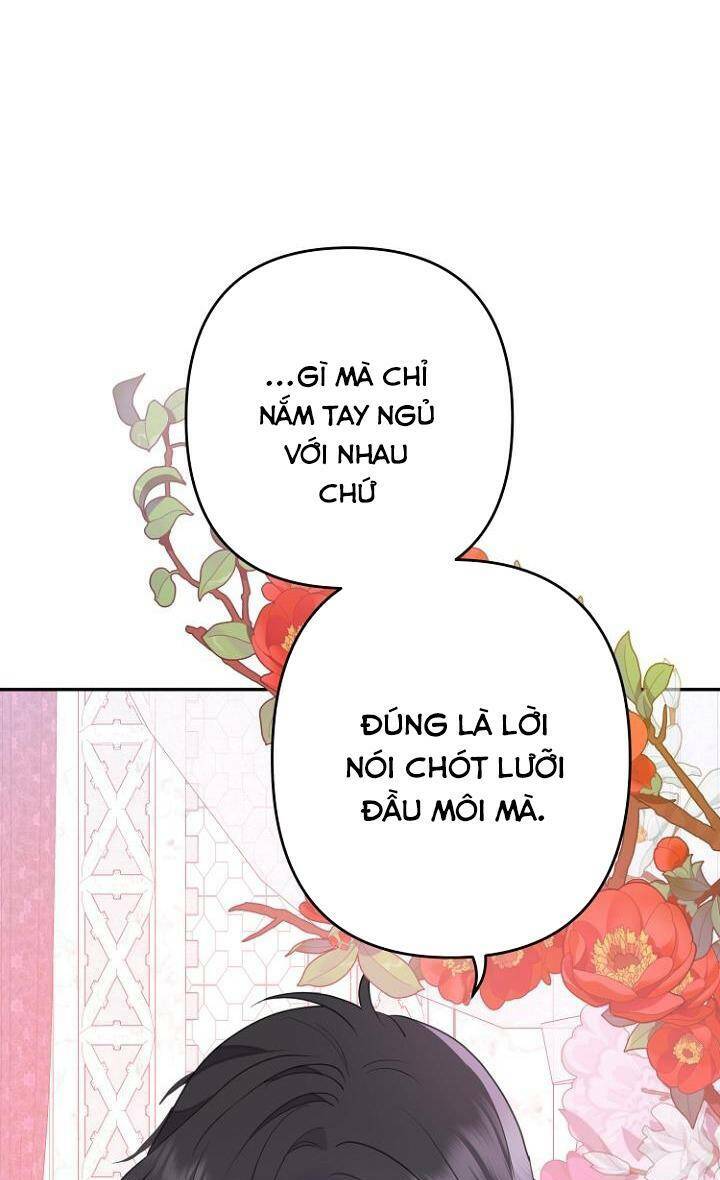 ...GÌ MÀ CHỈ
NẮM TAY NGỦ
VỚI NHAU
CHỨ
ĐÚNG LÀ LỜI
NÓI CHÓT LƯỠI
ĐẦU MÔI MÀ.